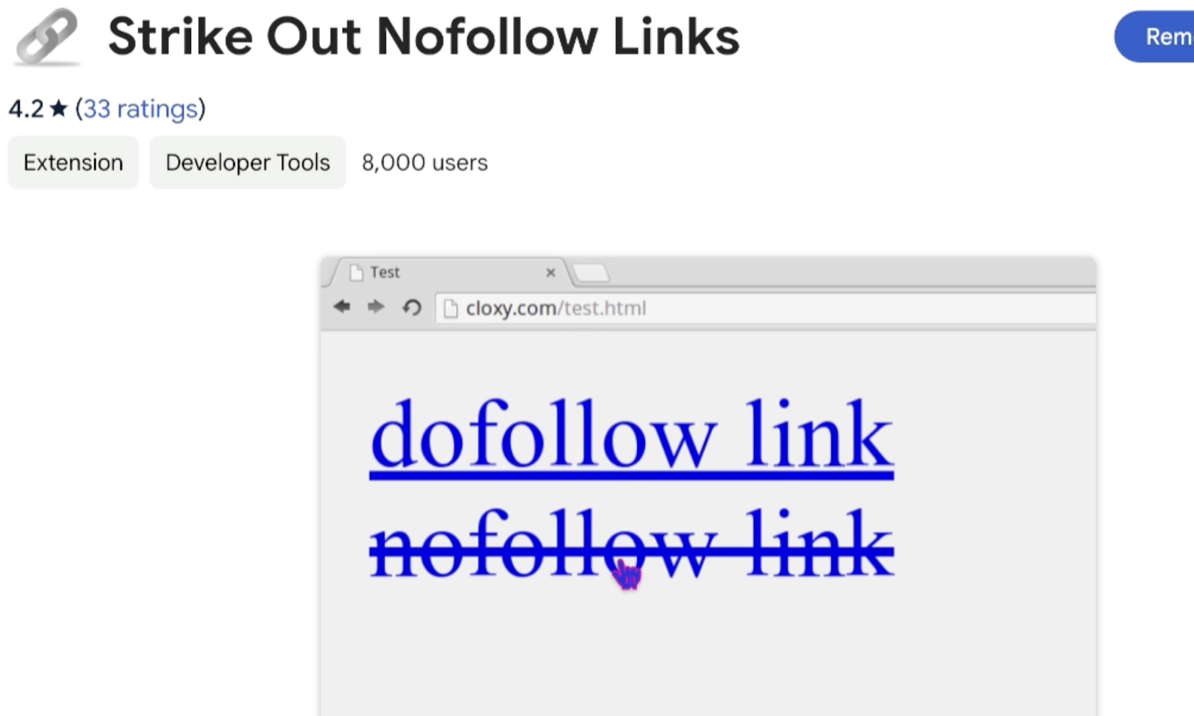 Strike Out Nofollow Links
Rem
4.2 ★ (33 ratings)
Extension Developer Tools 8,000 users
Test ×
cloxy.com/test.html
dofollow link
nofollow link